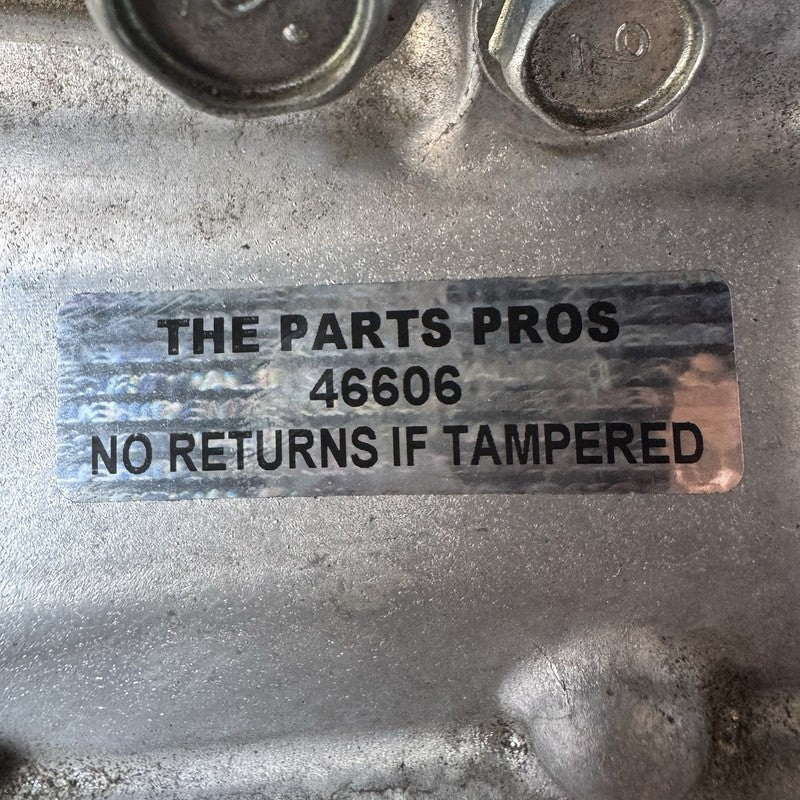 THE PARTS PROS
46606
NO RETURNS IF TAMPERED